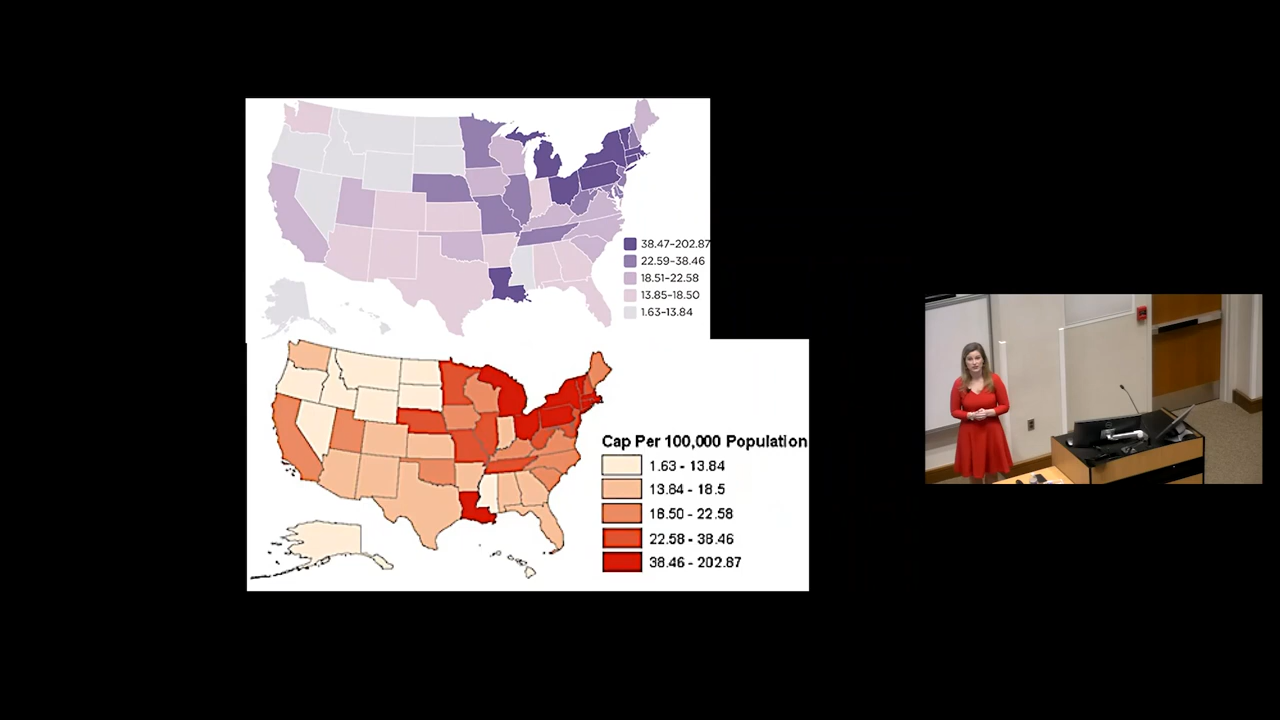 38.47–202.87
22.59–38.46
18.51–22.58
13.85–18.50
1.63–13.84
Cap Per 100,000 Population
1.63 - 13.84
13.84 - 18.5
18.50 - 22.58
22.58 - 38.46
38.46 - 202.87